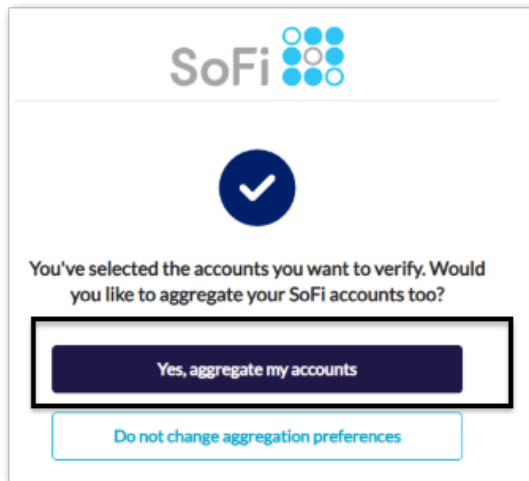 SoFi
You've selected the accounts you want to verify. Would
you like to aggregate your SoFi accounts too?
Yes, aggregate my accounts
Do not change aggregation preferences